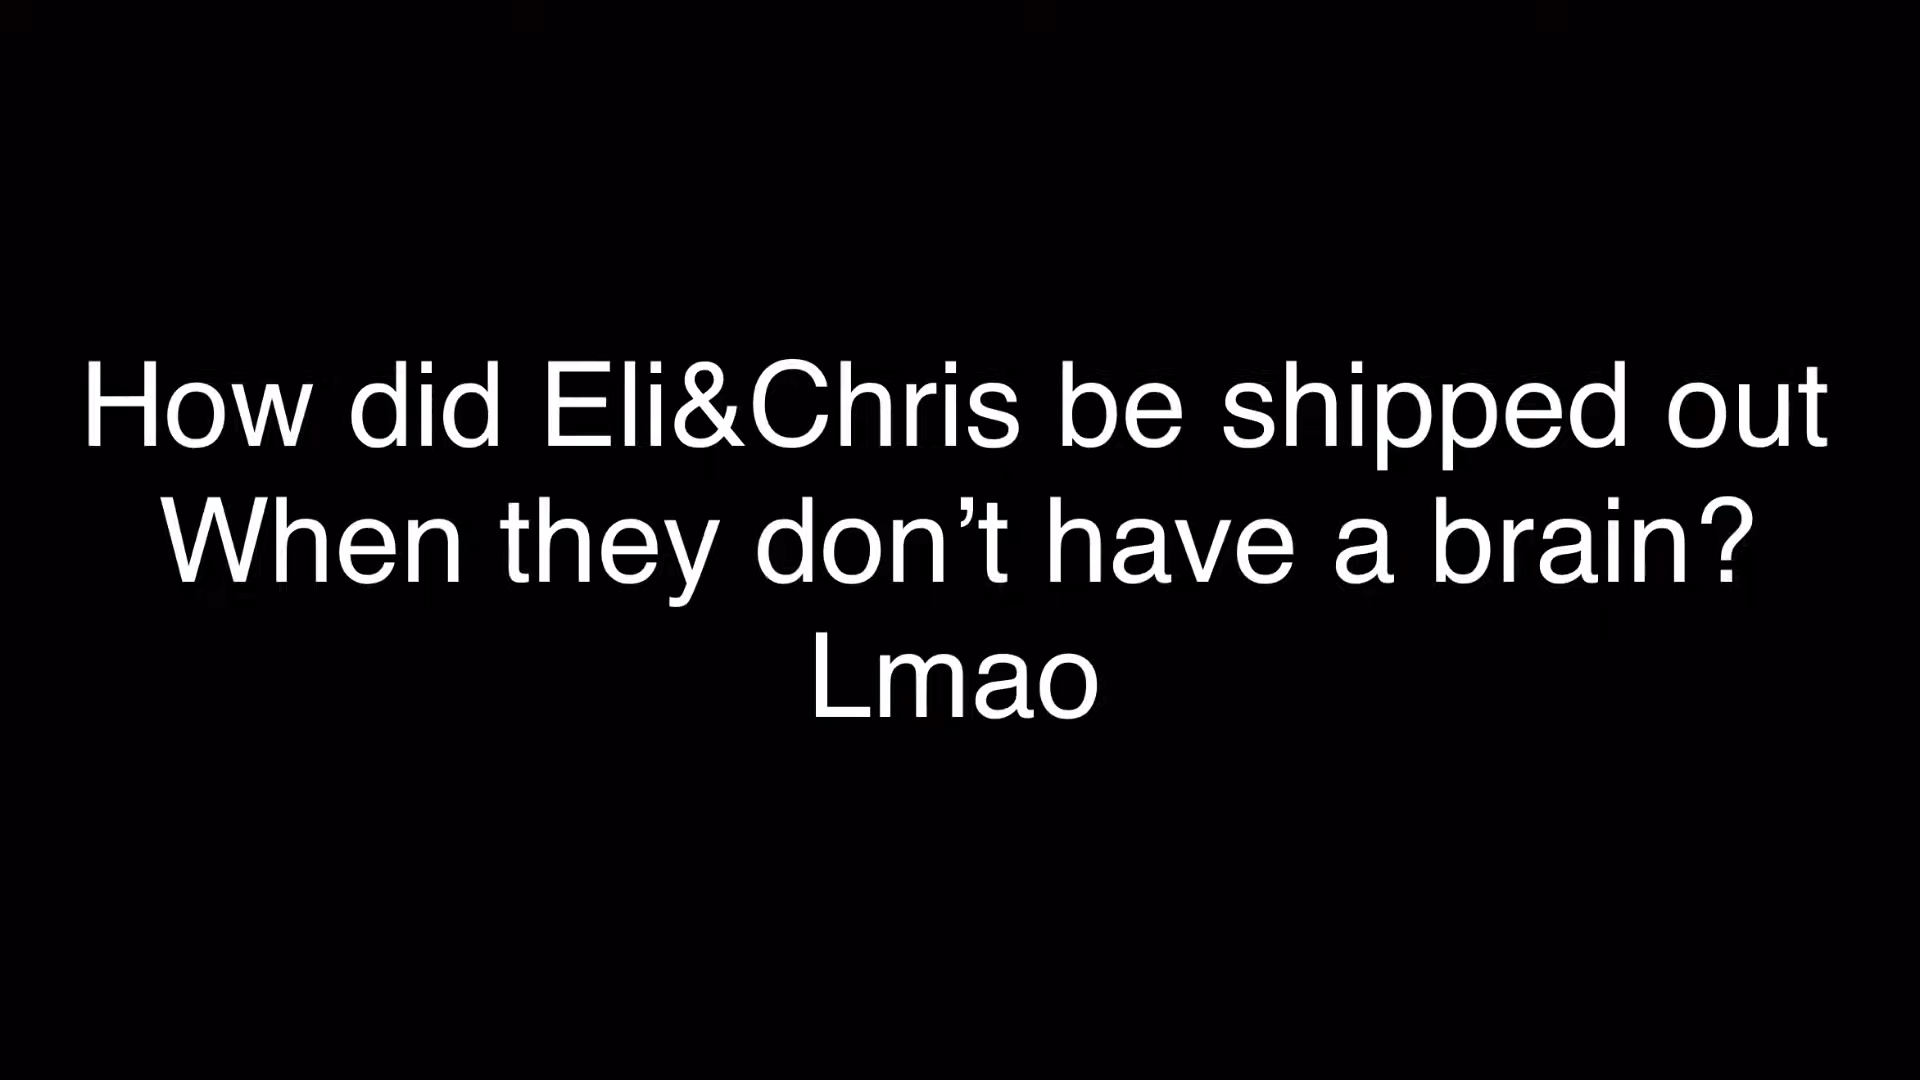 How did Eli&Chris be shipped out
When they don’t have a brain?
Lmao